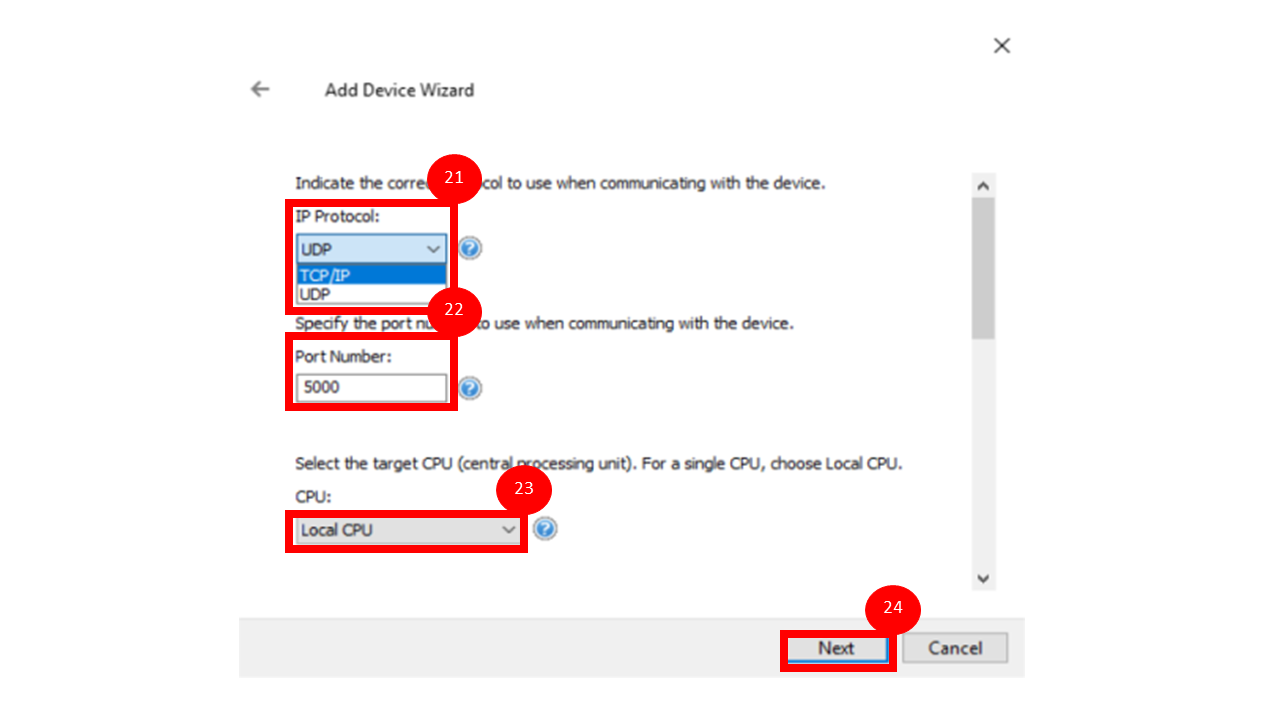 Add Device Wizard
21
Indicate the corre col to use when communicating with the device.
IP Protocol:
UDP
TCP/IP
UDP
22
Specify the port nu to use when communicating with the device.
Port Number:
5000
Select the target CPU (central processing unit). For a single CPU, choose Local CPU.
23
CPU:
Local CPU
24
Next Cancel